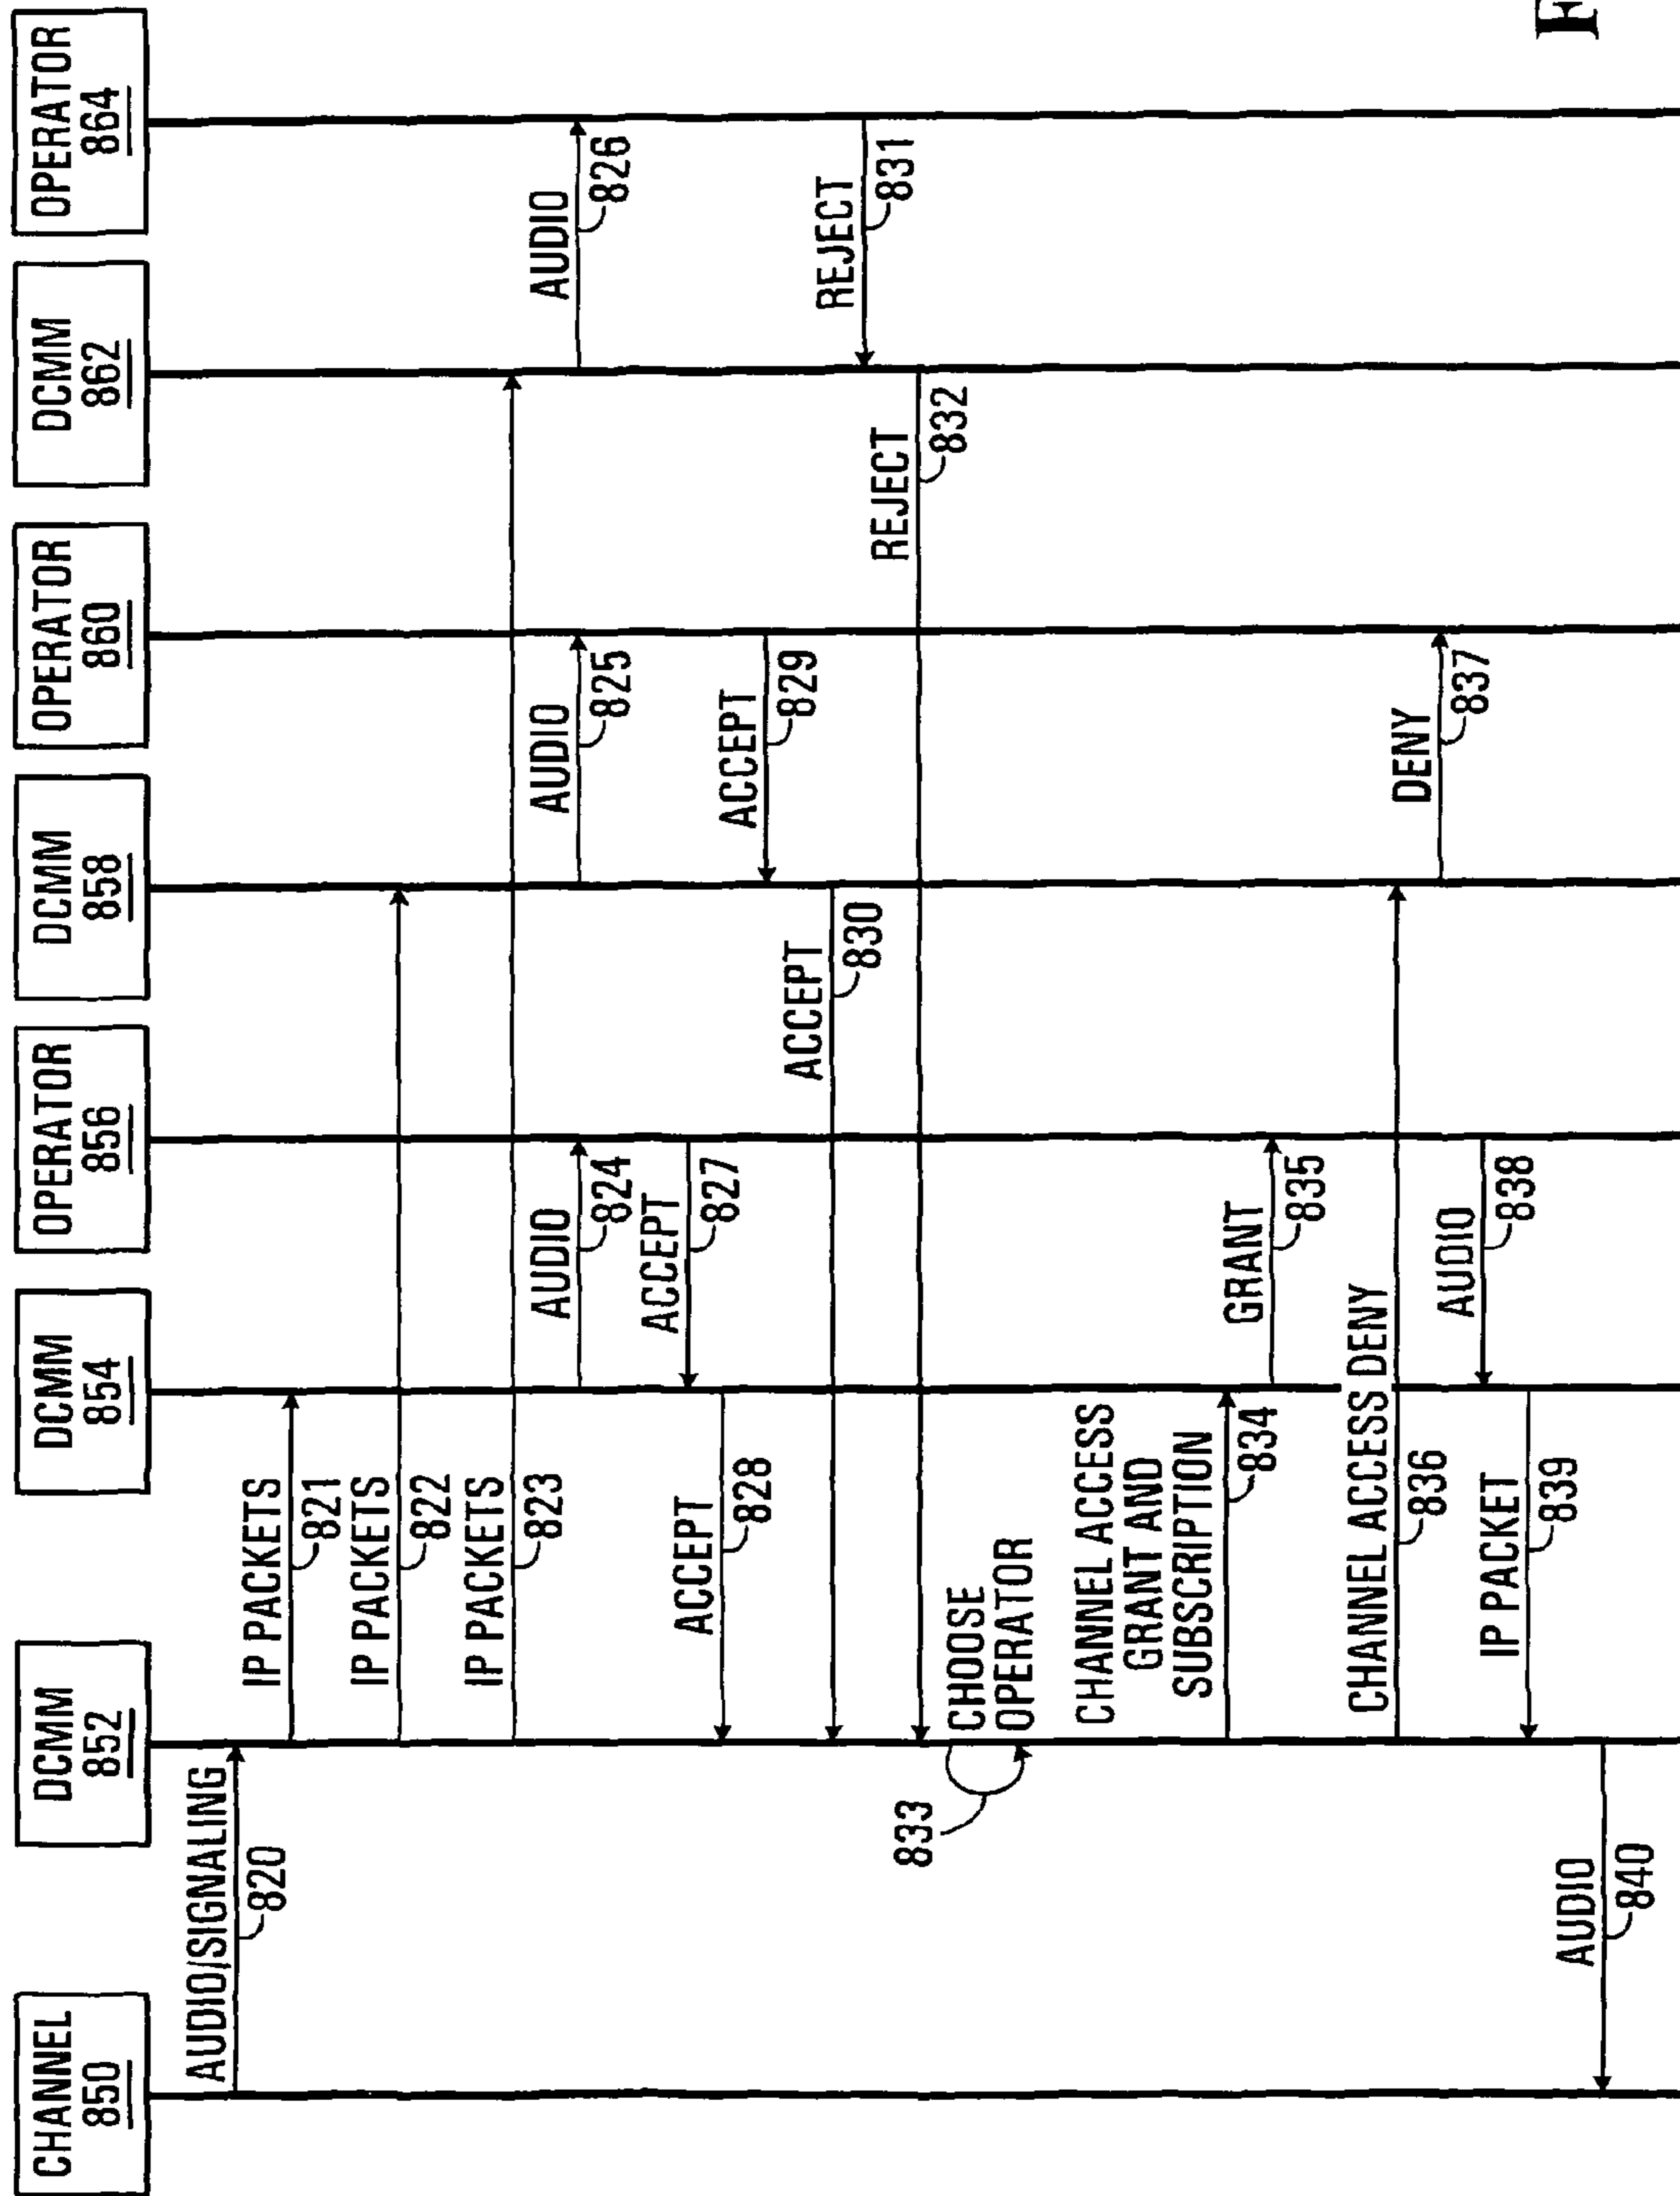 CHANNEL
850
DCMM
852
DCMM
854
OPERATOR
856
DCMM
858
OPERATOR
860
DCMM
862
OPERATOR
864
AUDIO/SIGNALING
820
IP PACKETS
821
IP PACKETS
822
IP PACKETS
823
AUDIO
824
AUDIO
825
AUDIO
826
ACCEPT
827
ACCEPT
828
ACCEPT
829
ACCEPT
830
REJECT
831
REJECT
832
CHOOSE
OPERATOR
833
CHANNEL ACCESS
GRANT AND
SUBSCRIPTION
834
GRANT
835
CHANNEL ACCESS DENY
836
DENY
837
AUDIO
838
IP PACKET
839
AUDIO
840
F